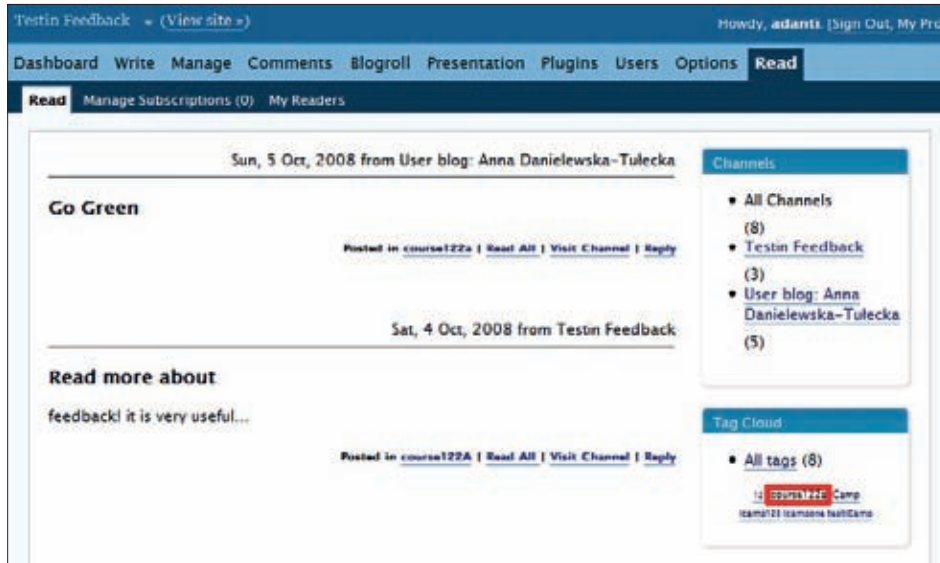 Testin Feedback (View site »)
Howdy, adanti. [Sign Out, My Pro
Dashboard Write Manage Comments Blogroll Presentation Plugins Users Options Read
Read Manage Subscriptions (0) My Readers
Sun, 5 Oct, 2008 from User blog: Anna Danielewska-Tułecka
Go Green
Posted in course122a | Read All | Visit Channel | Reply
Sat, 4 Oct, 2008 from Testin Feedback
Read more about
feedback! it is very useful...
Posted in course122A | Read All | Visit Channel | Reply
Channels
• All Channels
(8)
• Testin Feedback
(3)
• User blog: Anna
Danielewska-Tułecka
(5)
Tag Cloud
• All tags (8)
course122a Camp